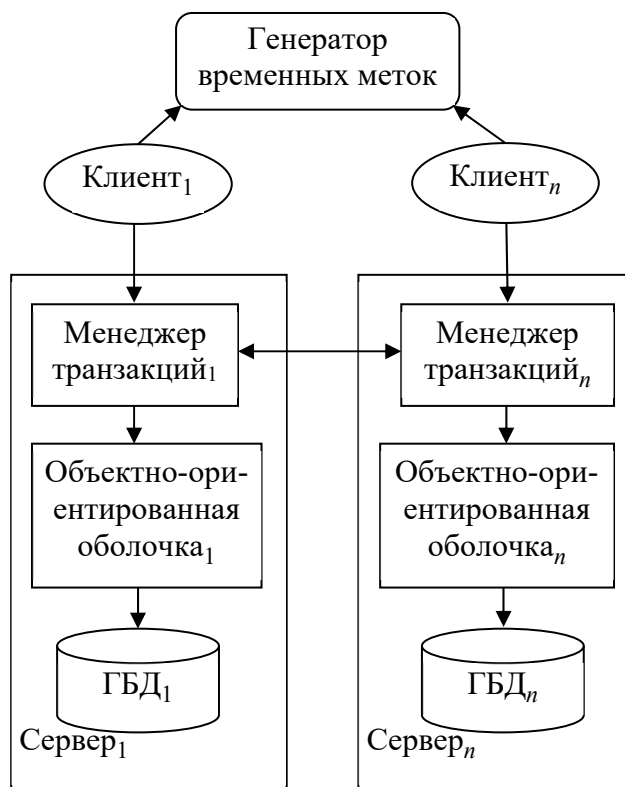 Генератор
временных меток
Клиент₁
Клиентₙ
Менеджер
транзакций₁
Менеджер
транзакцийₙ
Объектно-ори-
ентированная
оболочка₁
Объектно-ори-
ентированная
оболочкаₙ
ГБД₁
ГБДₙ
Сервер₁
Серверₙ